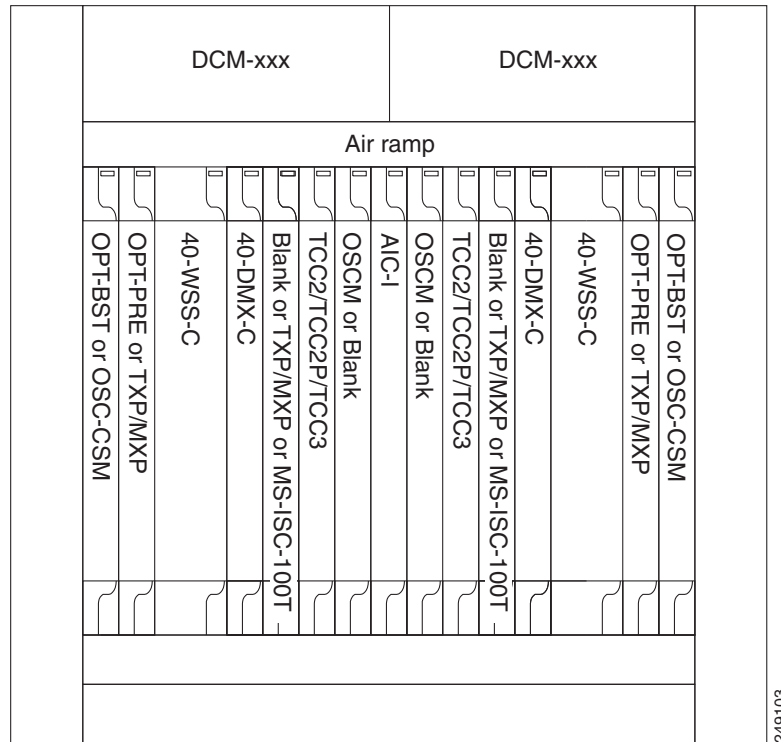 DCM-xxx
DCM-xxx
Air ramp
OPT-BST or OSC-CSM
OPT-PRE or TXP/MXP
40-WSS-C
40-DMX-C
Blank or TXP/MXP or MS-ISC-100T
TCC2/TCC2P/TCC3
OSCM or Blank
AIC-I
OSCM or Blank
TCC2/TCC2P/TCC3
Blank or TXP/MXP or MS-ISC-100T
40-DMX-C
40-WSS-C
OPT-PRE or TXP/MXP
OPT-BST or OSC-CSM